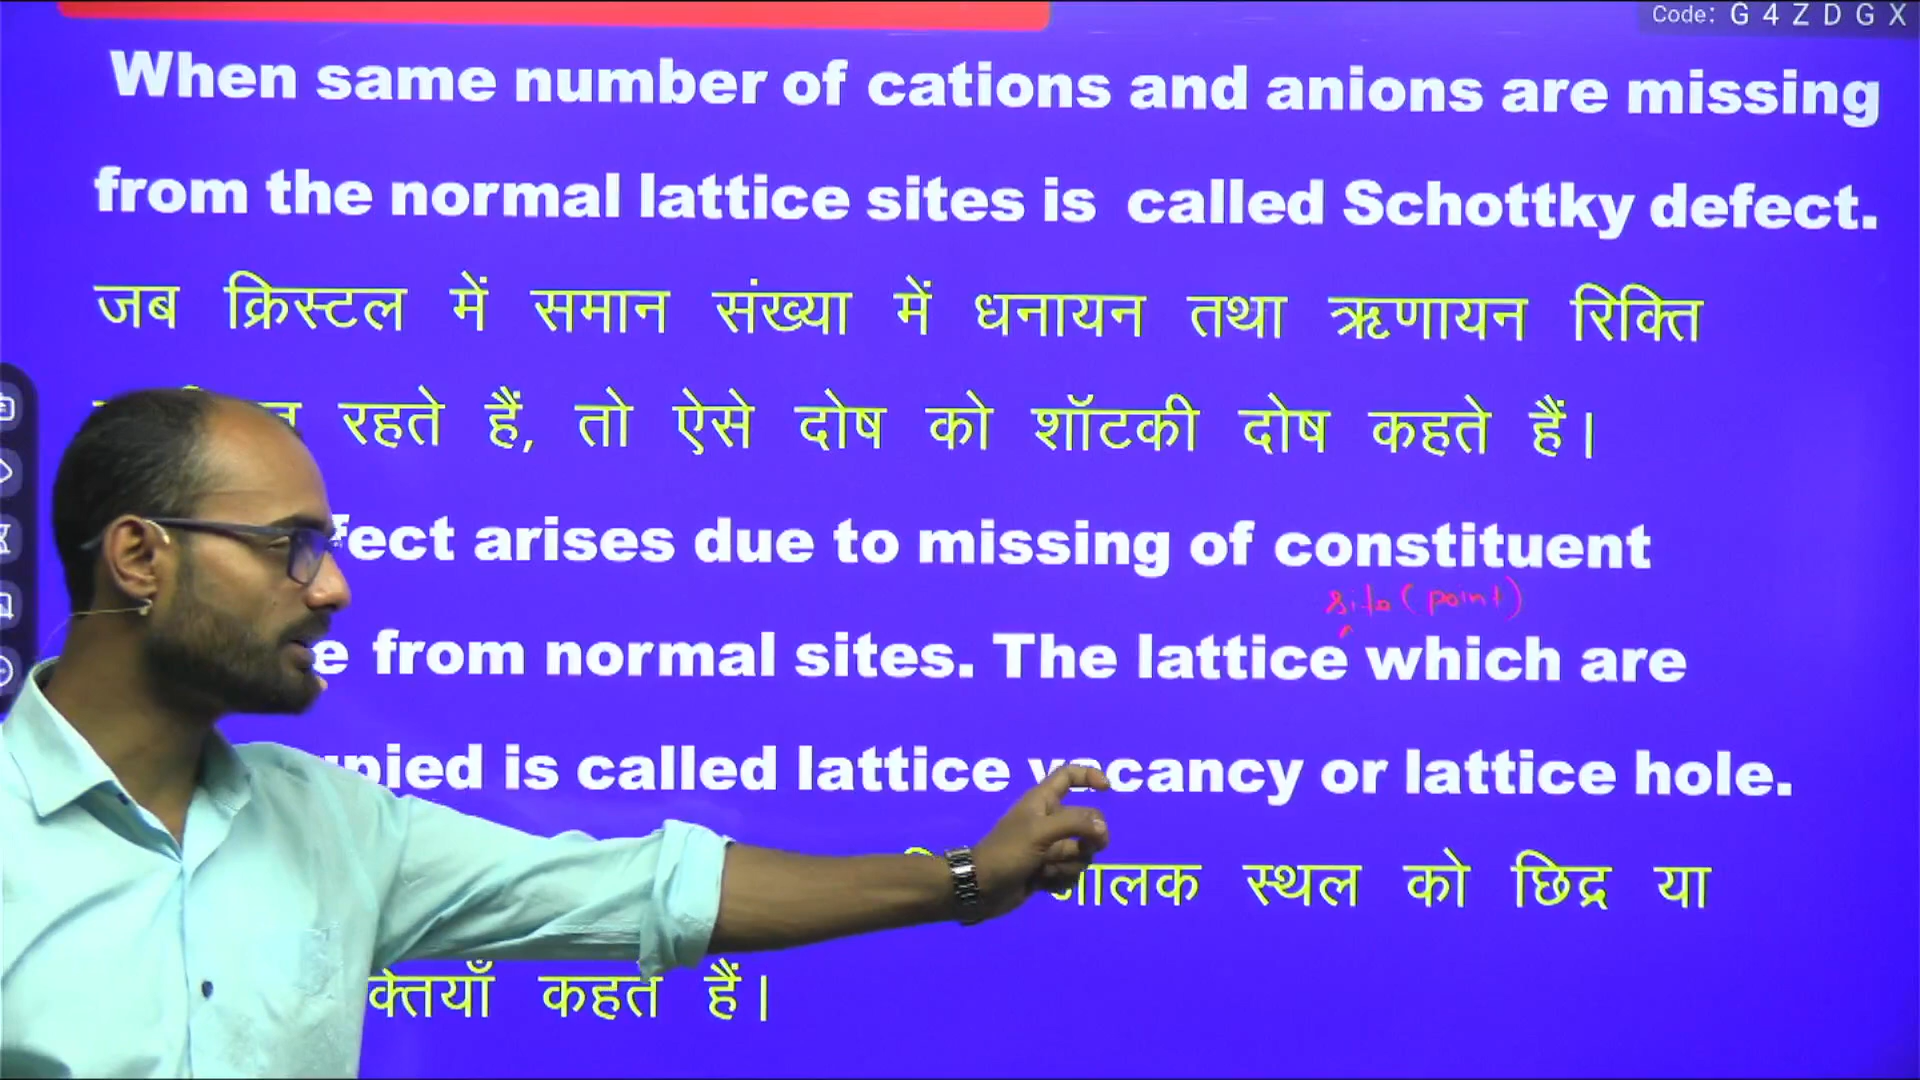 Code: G 4 Z D G X
When same number of cations and anions are missing
from the normal lattice sites is called Schottky defect.
जब क्रिस्टल में समान संख्या में धनायन तथा ऋणायन रिक्ति
रहते हैं, तो ऐसे दोष को शॉटकी दोष कहते हैं।
fect arises due to missing of constituent
site (point)
e from normal sites. The lattice ^ which are
upied is called lattice vacancy or lattice hole.
जालक स्थल को छिद्र या
क्तियाँ कहते हैं।